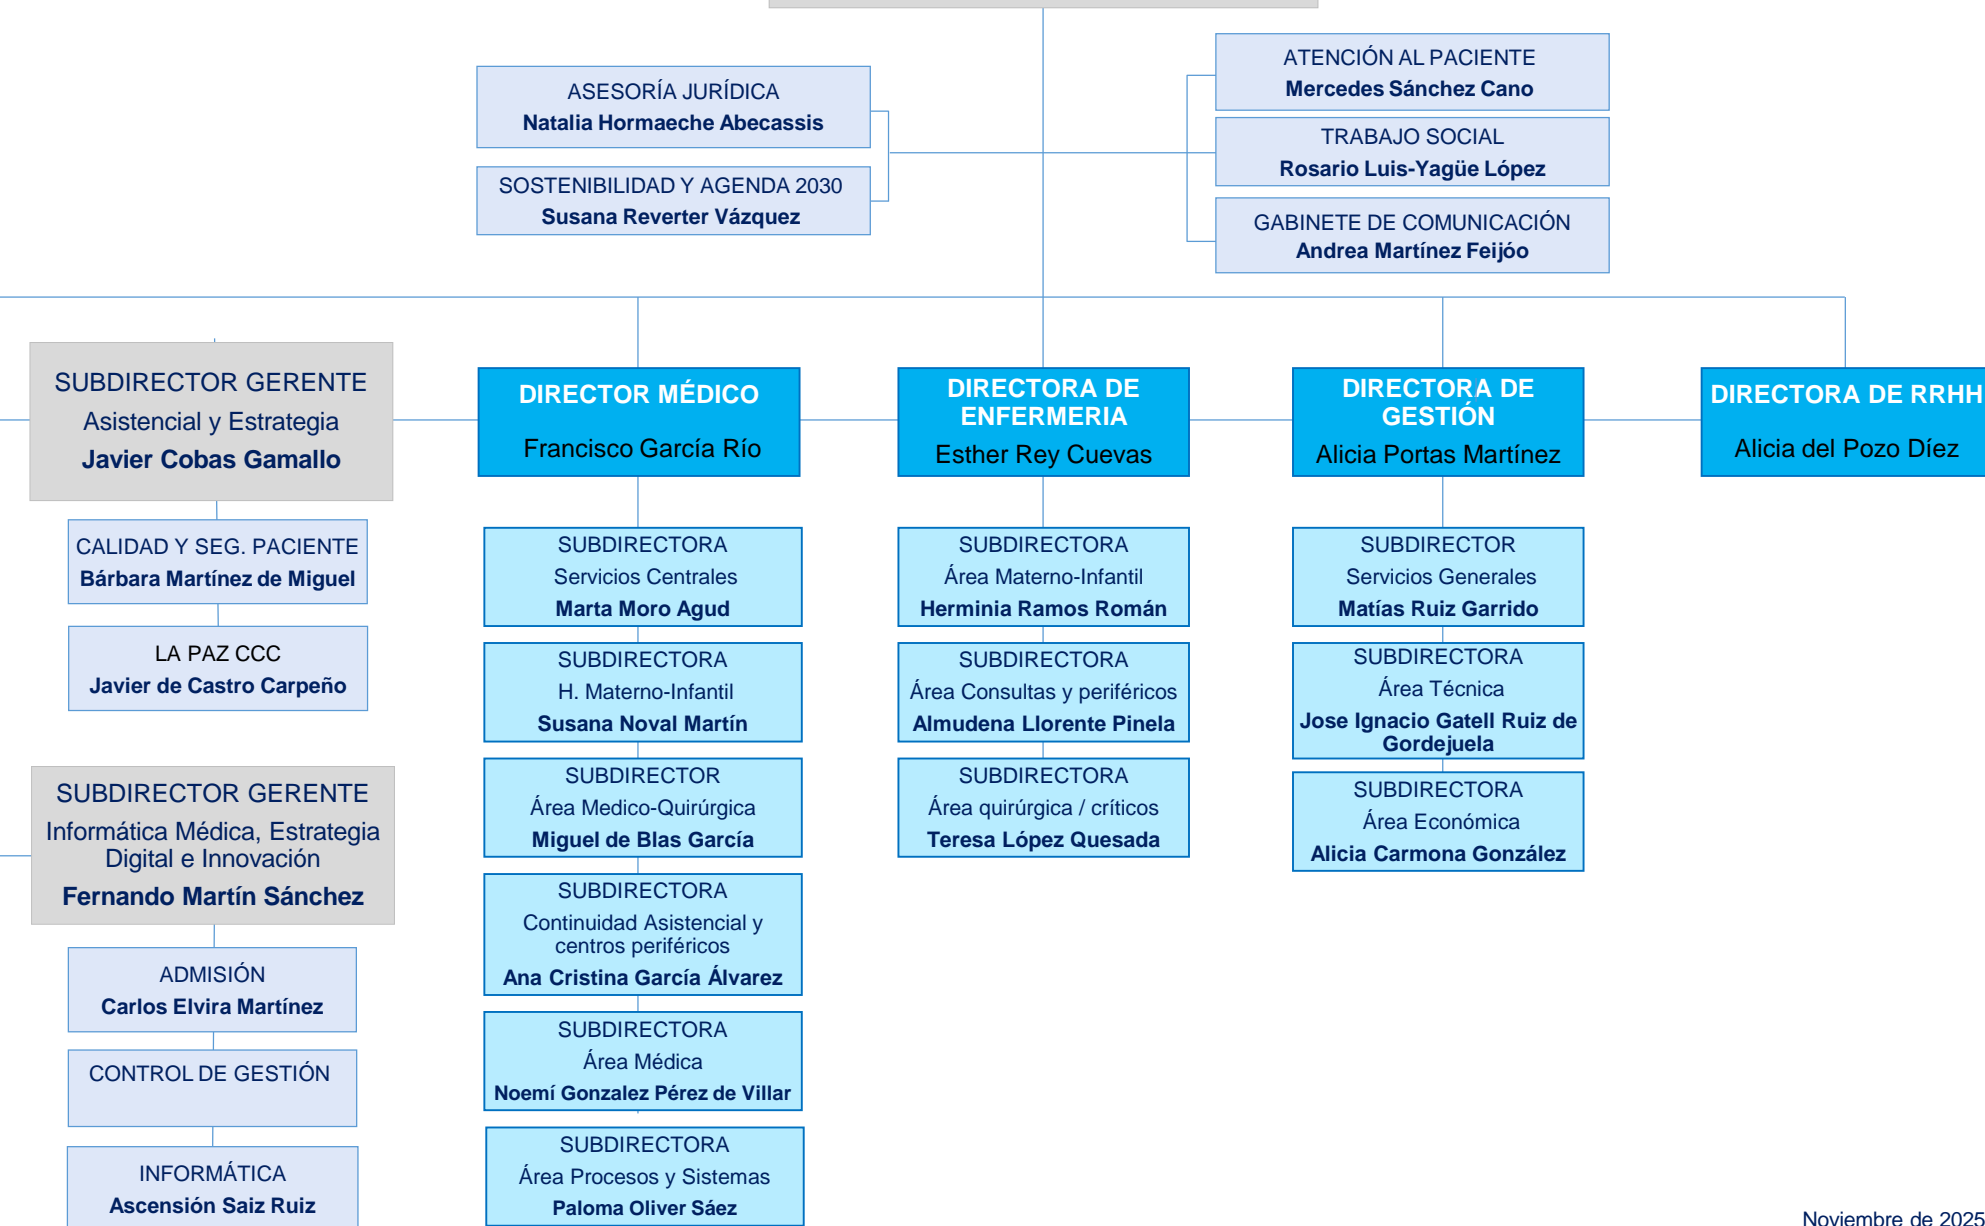 ASESORÍA JURÍDICA
Natalia Hormaeche Abecassis
SOSTENIBILIDAD Y AGENDA 2030
Susana Reverter Vázquez
ATENCIÓN AL PACIENTE
Mercedes Sánchez Cano
TRABAJO SOCIAL
Rosario Luis-Yagüe López
GABINETE DE COMUNICACIÓN
Andrea Martínez Feijóo
SUBDIRECTOR GERENTE
Asistencial y Estrategia
Javier Cobas Gamallo
CALIDAD Y SEG. PACIENTE
Bárbara Martínez de Miguel
LA PAZ CCC
Javier de Castro Carpeño
SUBDIRECTOR GERENTE
Informática Médica, Estrategia
Digital e Innovación
Fernando Martín Sánchez
ADMISIÓN
Carlos Elvira Martínez
CONTROL DE GESTIÓN
INFORMÁTICA
Ascensión Saiz Ruiz
DIRECTOR MÉDICO
Francisco García Río
SUBDIRECTORA
Servicios Centrales
Marta Moro Agud
SUBDIRECTORA
H. Materno-Infantil
Susana Noval Martín
SUBDIRECTOR
Área Medico-Quirúrgica
Miguel de Blas García
SUBDIRECTORA
Continuidad Asistencial y
centros periféricos
Ana Cristina García Álvarez
SUBDIRECTORA
Área Médica
Noemí Gonzalez Pérez de Villar
SUBDIRECTORA
Área Procesos y Sistemas
Paloma Oliver Sáez
DIRECTORA DE
ENFERMERIA
Esther Rey Cuevas
SUBDIRECTORA
Área Materno-Infantil
Herminia Ramos Román
SUBDIRECTORA
Área Consultas y periféricos
Almudena Llorente Pinela
SUBDIRECTORA
Área quirúrgica / críticos
Teresa López Quesada
DIRECTORA DE
GESTIÓN
Alicia Portas Martínez
SUBDIRECTOR
Servicios Generales
Matías Ruiz Garrido
SUBDIRECTORA
Área Técnica
Jose Ignacio Gatell Ruiz de
Gordejuela
SUBDIRECTORA
Área Económica
Alicia Carmona González
DIRECTORA DE RRHH
Alicia del Pozo Díez
Noviembre de 2025